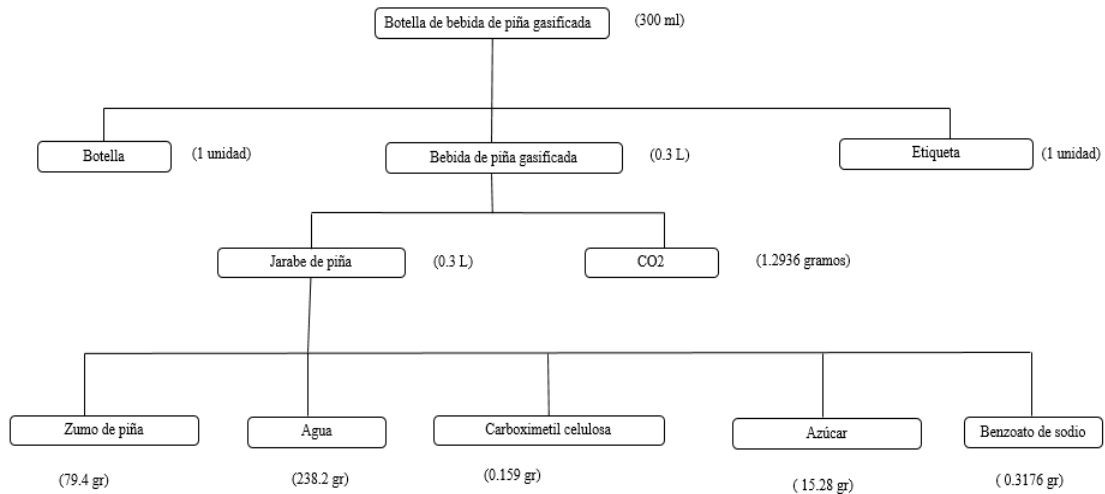 Botella de bebida de piña gasificada (300 ml)
Botella (1 unidad) Bebida de piña gasificada (0.3 L) Etiqueta (1 unidad)
Jarabe de piña (0.3 L) CO2 (1.2936 gramos)
Zumo de piña Agua Carboximetil celulosa Azúcar Benzoato de sodio
(79.4 gr) (238.2 gr) (0.159 gr) ( 15.28 gr) ( 0.3176 gr)